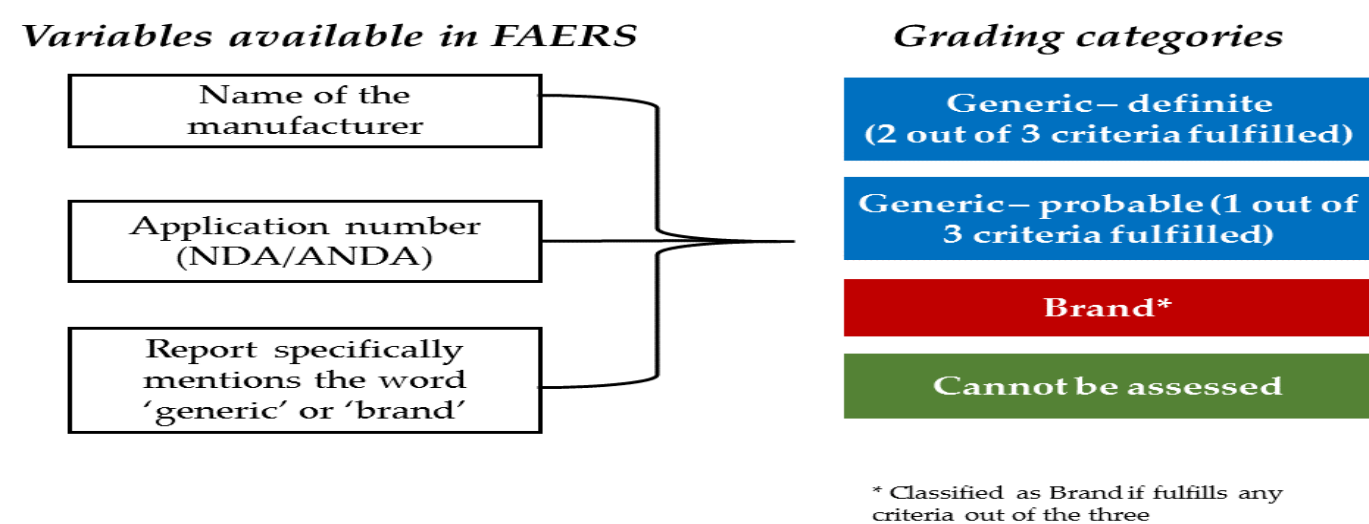 Variables available in FAERS
Name of the
manufacturer
Application number
(NDA/ANDA)
Report specifically
mentions the word
‘generic’ or ‘brand’
Grading categories
Generic– definite
(2 out of 3 criteria fulfilled)
Generic– probable (1 out of
3 criteria fulfilled)
Brand*
Cannot be assessed
* Classified as Brand if fulfills any
criteria out of the three